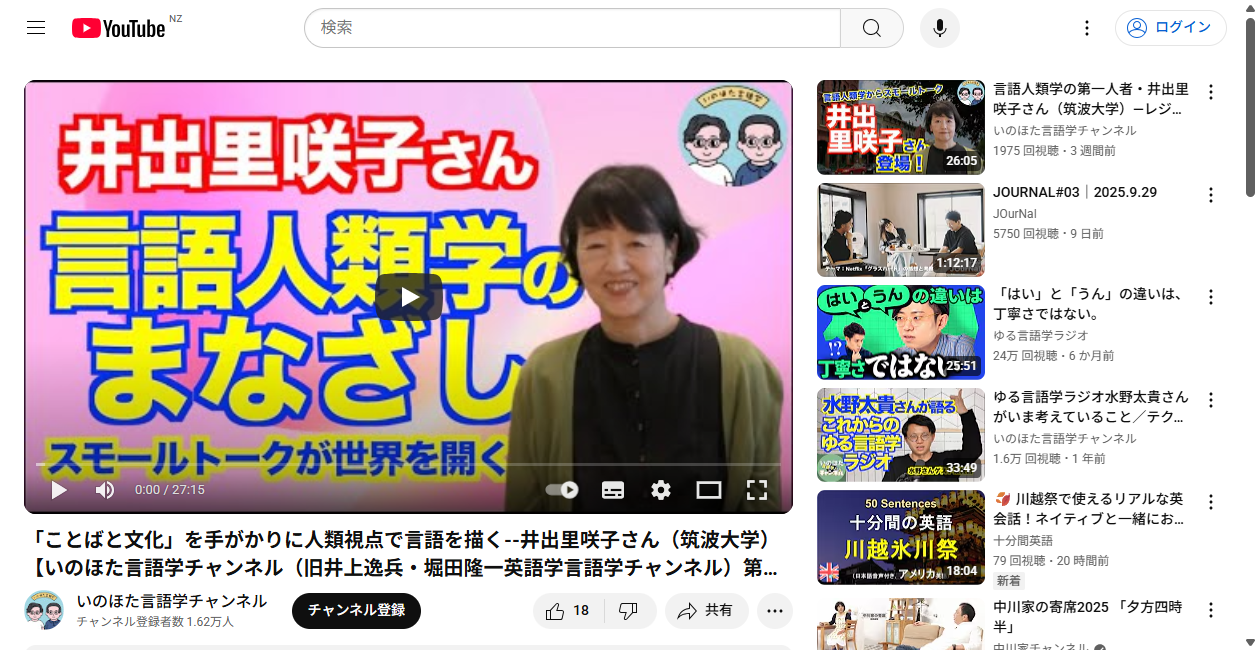 YouTube NZ
検索
ログイン
いのほた言語学
井出里咲子さん
言語人類学の
まなざし
スモールトークが世界を開く
0:00 / 27:15
「ことばと文化」を手がかりに人類視点で言語を描く--井出里咲子さん（筑波大学）
【いのほた言語学チャンネル（旧井上逸兵・堀田隆一英語学言語学チャンネル）第...
いのほた言語学チャンネル
チャンネル登録者数 1.62万人
チャンネル登録
18
共有
言語人類学からスモールトーク
井出
里咲子さん
登場！
26:05
言語人類学の第一人者・井出里
咲子さん（筑波大学）—レジ...
いのほた言語学チャンネル
1975 回視聴・3 週間前
1:12:17
JOURNAL#03｜2025.9.29
JOurNal
5750 回視聴・9 日前
はいとうんの違いは
!?
丁寧さではない
25:51
「はい」と「うん」の違いは、
丁寧さではない。
ゆる言語学ラジオ
24万 回視聴・6 か月前
水野太貴さんが語る
これからの
ゆる言語学
ラジオ
33:49
ゆる言語学ラジオ水野太貴さん
がいま考えていること／テク...
いのほた言語学チャンネル
1.6万 回視聴・1 年前
50 Sentences
十分間の英語
川越氷川祭
（日本語音声付き、アメリカ英語）
18:04
川越祭で使えるリアルな英
会話！ネイティブと一緒にお...
十分間英語
79 回視聴・20 時間前
新着
中川家の寄席2025 「夕方四時
半」
中川家チャンネル